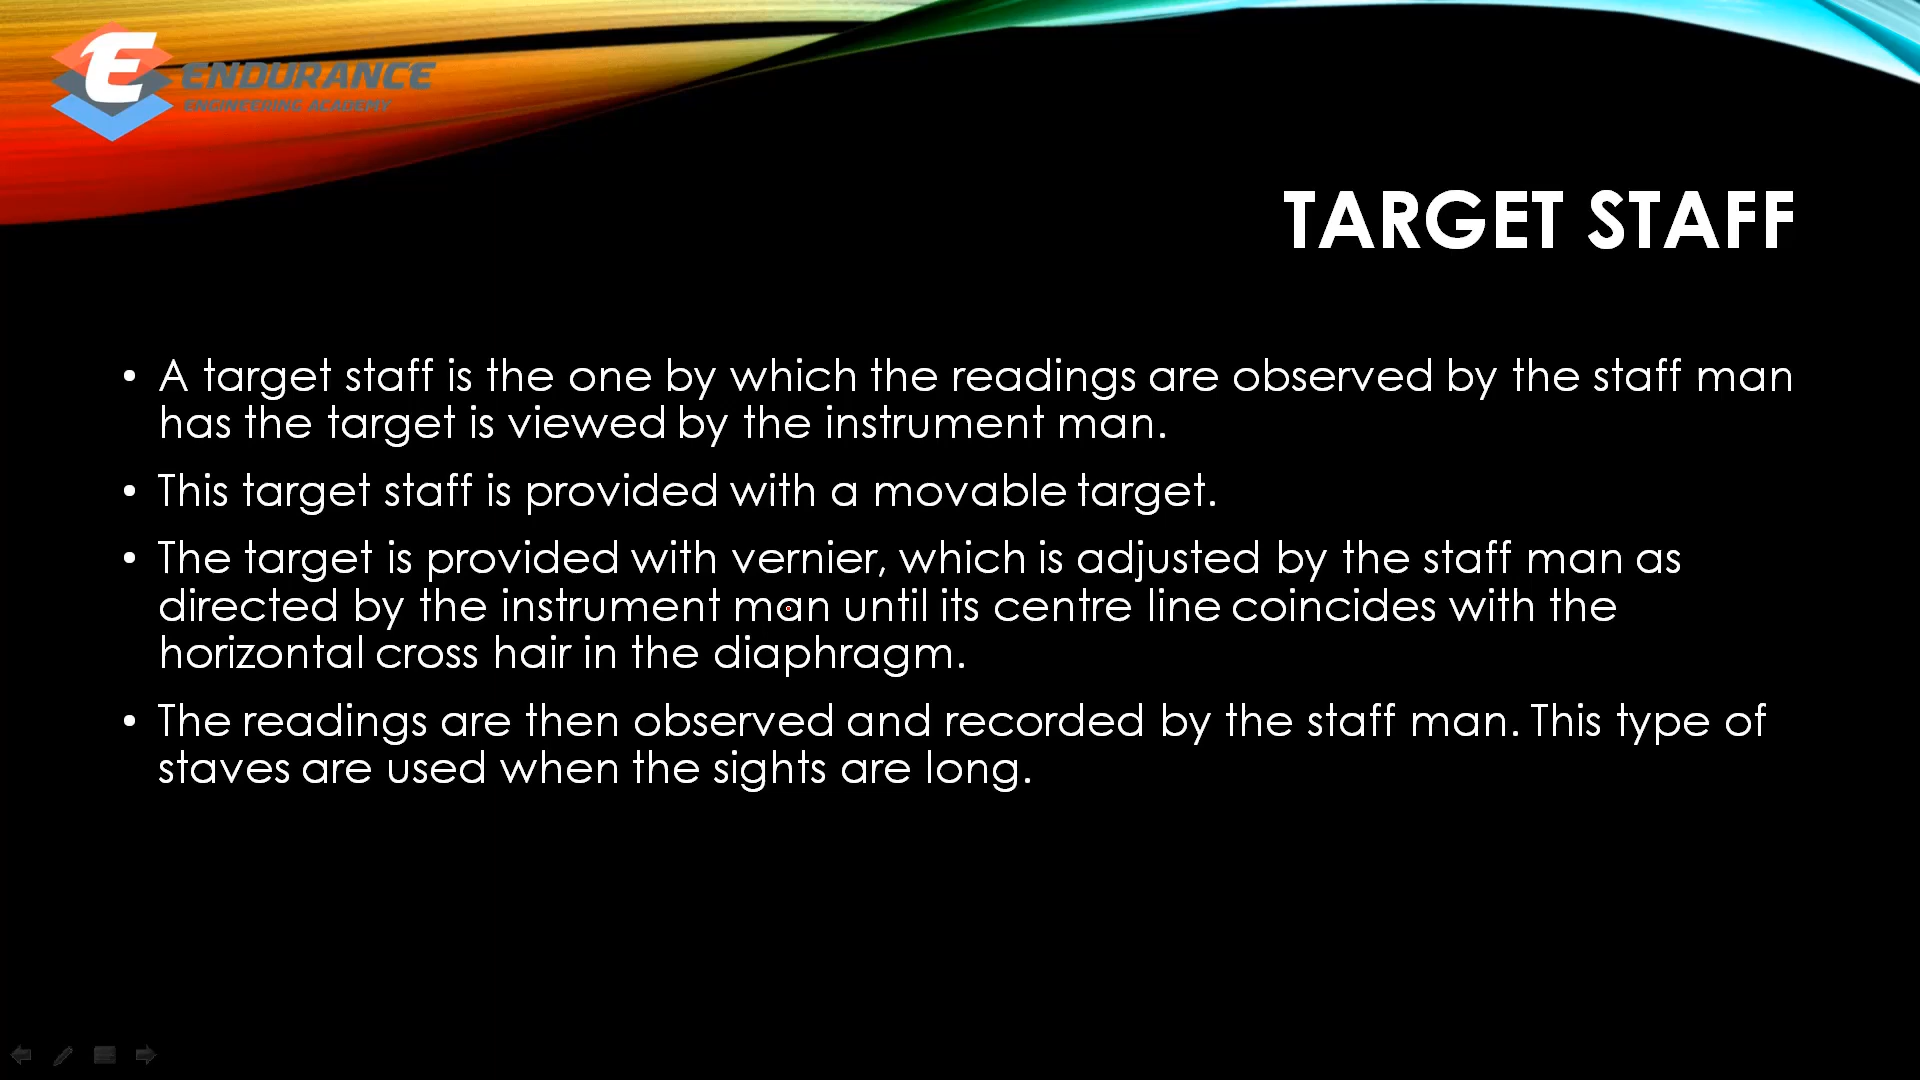 E
ENDURANCE
ENGINEERING ACADEMY
TARGET STAFF
• A target staff is the one by which the readings are observed by the staff man
has the target is viewed by the instrument man.
• This target staff is provided with a movable target.
• The target is provided with vernier, which is adjusted by the staff man as
directed by the instrument man until its centre line coincides with the
horizontal cross hair in the diaphragm.
• The readings are then observed and recorded by the staff man. This type of
staves are used when the sights are long.